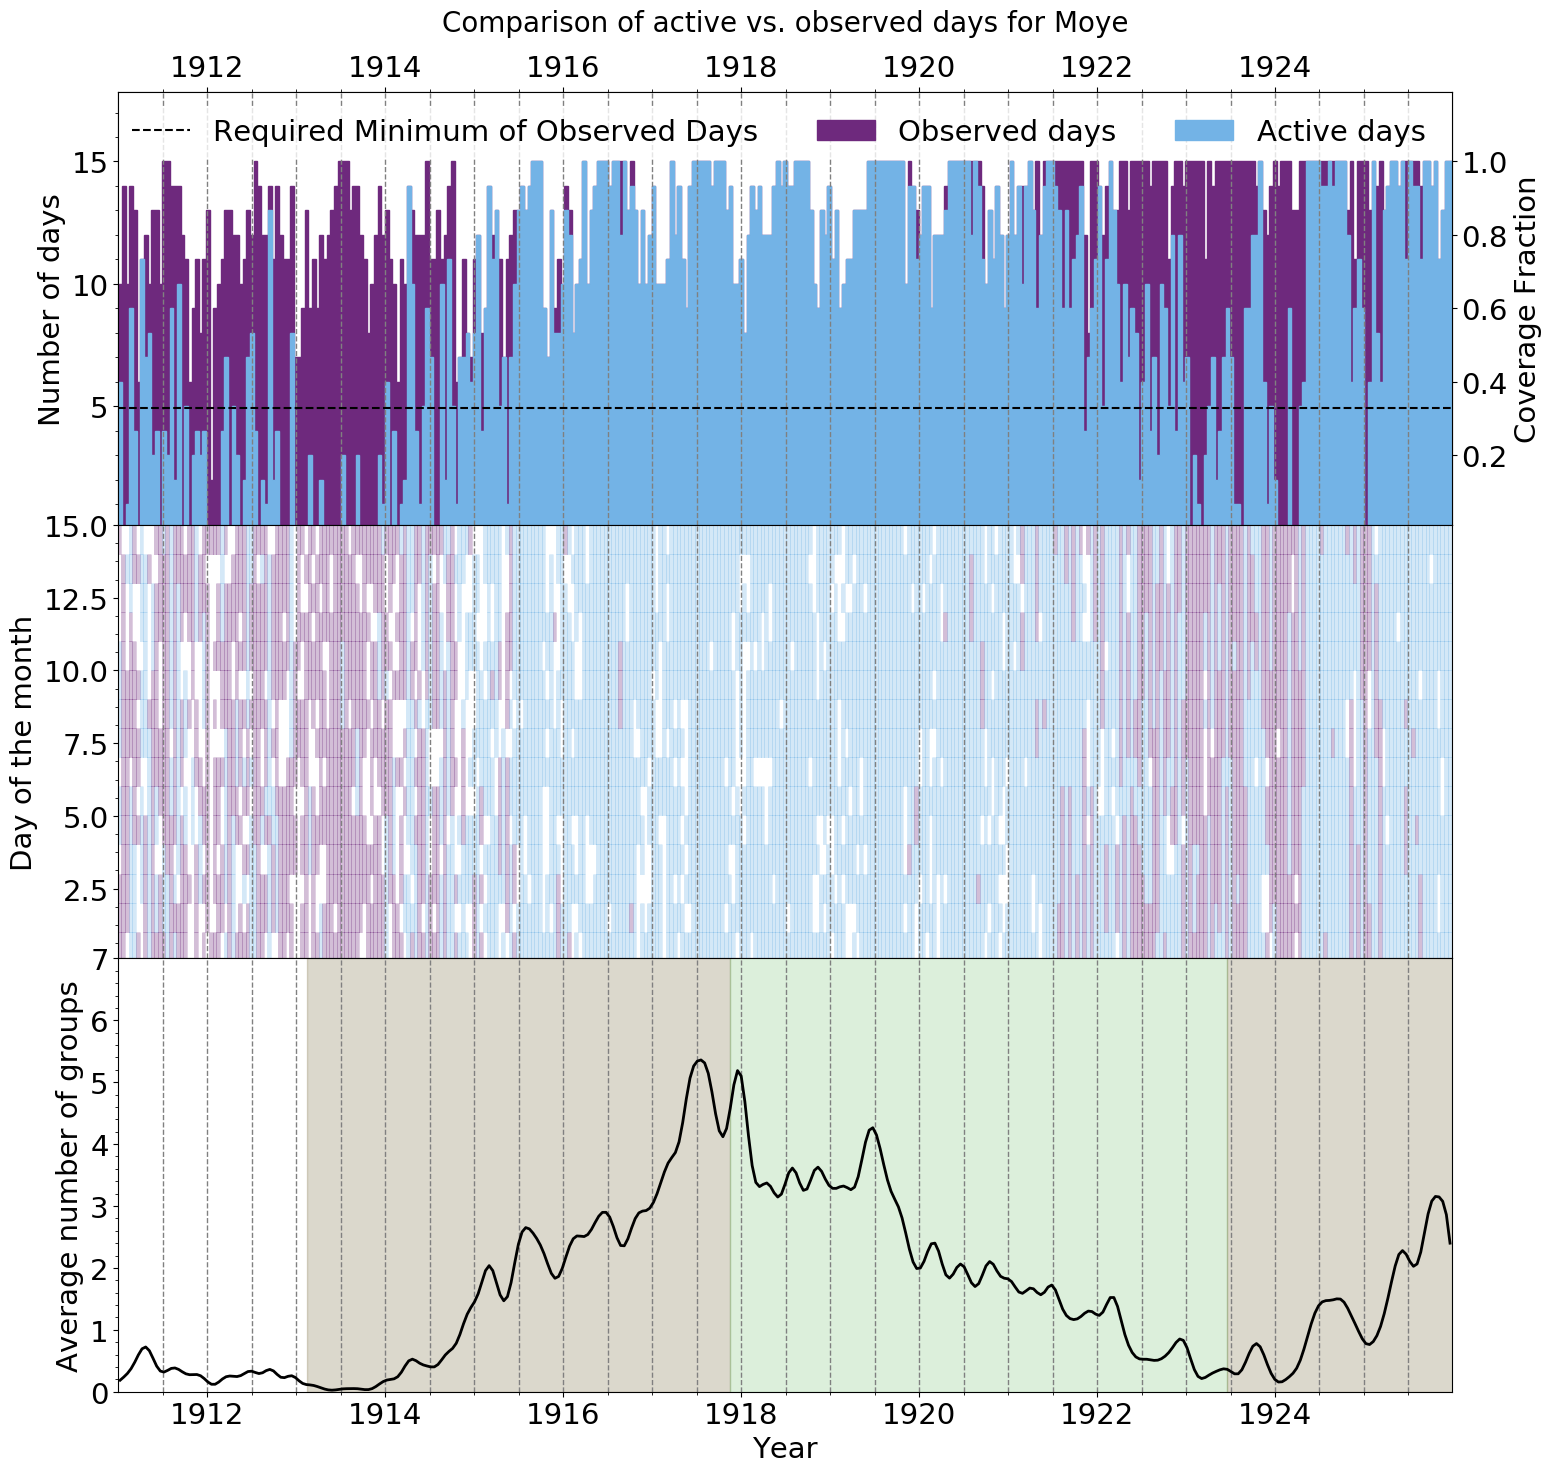 Comparison of active vs. observed days for Moye
1912 1914 1916 1918 1920 1922 1924
Required Minimum of Observed Days Observed days Active days
Number of days
15
10
5
Coverage Fraction
1.0
0.8
0.6
0.4
0.2
Day of the month
15.0
12.5
10.0
7.5
5.0
2.5
Average number of groups
7
6
5
4
3
2
1
0
1912 1914 1916 1918 1920 1922 1924
Year